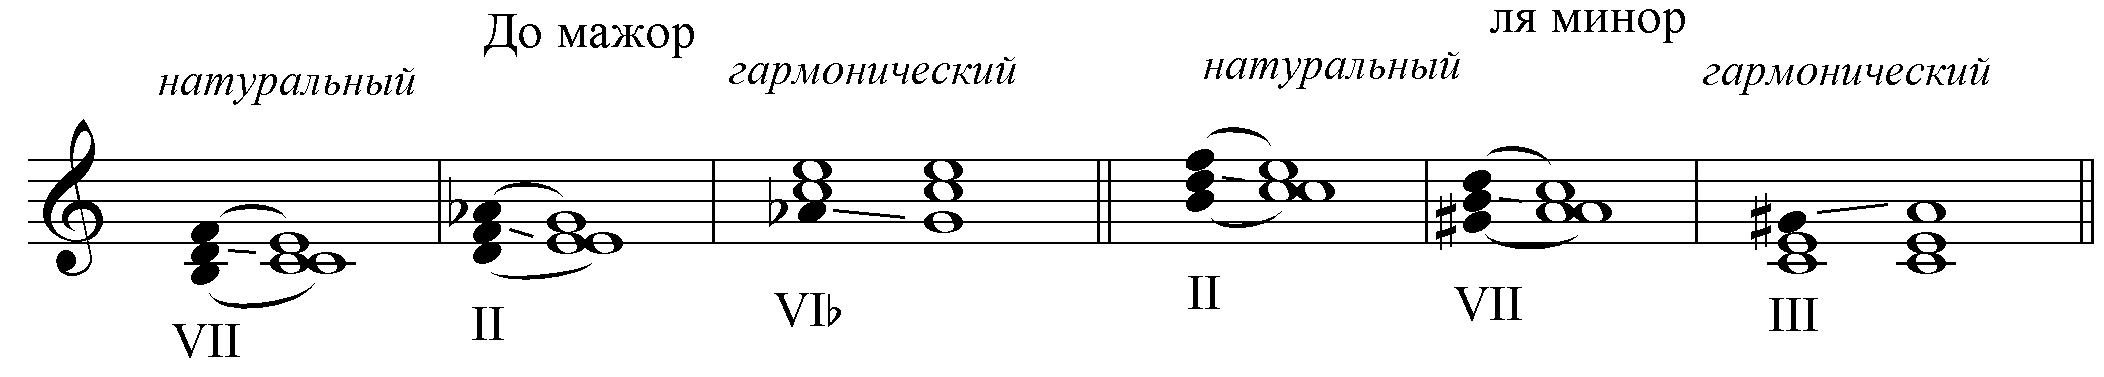 До мажор ля минор
натуральный гармонический натуральный гармонический
VII II VI♭ II VII III